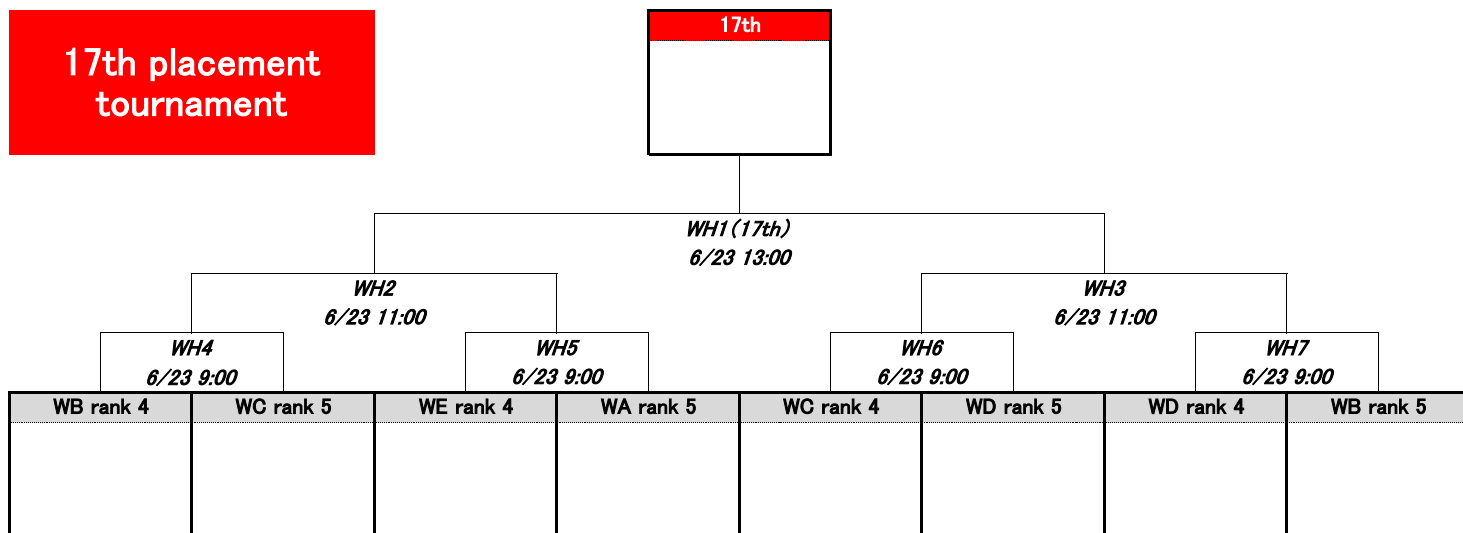 17th placement
tournament
17th
WH1(17th)
6/23 13:00
WH2
6/23 11:00
WH3
6/23 11:00
WH4
6/23 9:00
WH5
6/23 9:00
WH6
6/23 9:00
WH7
6/23 9:00
WB rank 4
WC rank 5
WE rank 4
WA rank 5
WC rank 4
WD rank 5
WD rank 4
WB rank 5